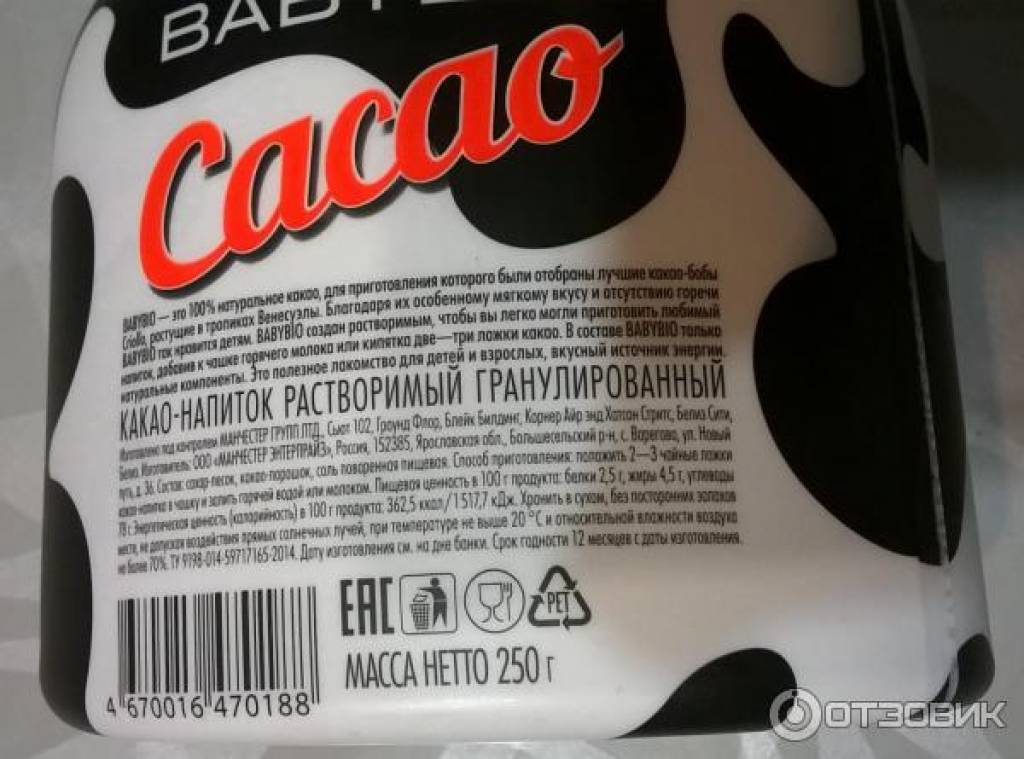 Cacao
BABYBIO — это 100% натуральное какао, для приготовления которого были отобраны лучшие какао-бобы
Criollo, растущие в тропиках Венесуэлы. Благодаря их особенному мягкому вкусу и отсутствию горечи
BABYBIO так нравится детям. BABYBIO создан растворимым, чтобы вы легко могли приготовить любимый
напиток, добавив к чашке горячего молока или кипятка две—три ложки какао. В составе BABYBIO только
натуральные компоненты. Это полезное лакомство для детей и взрослых, вкусный источник энергии.
КАКАО-НАПИТОК РАСТВОРИМЫЙ ГРАНУЛИРОВАННЫЙ
Изготовлено под контролем МАНЧЕСТЕР ГРУПП ЛТД., Сьют 102, Гроунд Флор, Блейк Билдинг, Корнер Айр энд Хатсон Стритс, Белиз Сити,
Белиз. Изготовитель: ООО «МАНЧЕСТЕР ЭНТЕРПРАЙЗ», Россия, 152385, Ярославская обл., Большесельский р-н, с. Варегово, ул. Новый
путь, д. 36. Состав: сахар-песок, какао-порошок, соль поваренная пищевая. Способ приготовления: положить 2—3 чайные ложки
какао-напитка в чашку и залить горячей водой или молоком. Пищевая ценность в 100 г продукта: белки 2,5 г, жиры 4,5 г, углеводы
78 г. Энергетическая ценность (калорийность) в 100 г продукта: 362,5 ккал/1517,7 кДж. Хранить в сухом, без посторонних запахов
месте, не допуская воздействия прямых солнечных лучей, при температуре не выше 20 °С и относительной влажности воздуха
не более 70%. ТУ 9198-014-59717165-2014. Дату изготовления см. на дне банки. Срок годности 12 месяцев с даты изготовления.
EAC
PET
МАССА НЕТТО 250 г
4 670016 470188
ОТЗОВИК